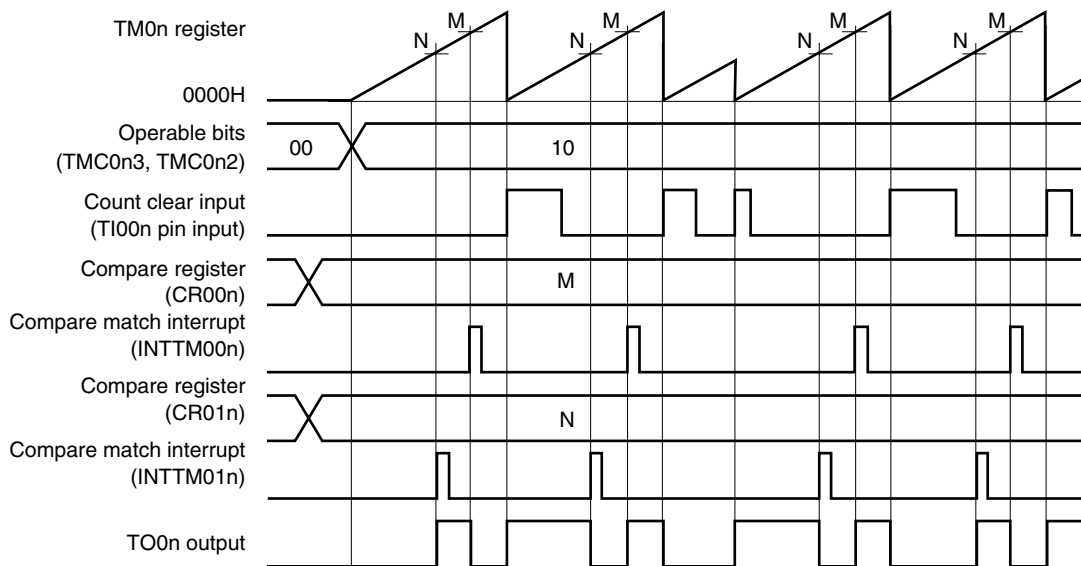 TM0n register
N
M
N
M
N
M
N
M
0000H
Operable bits
(TMC0n3, TMC0n2)
00
10
Count clear input
(TI00n pin input)
Compare register
(CR00n)
M
Compare match interrupt
(INTTM00n)
Compare register
(CR01n)
N
Compare match interrupt
(INTTM01n)
TO0n output